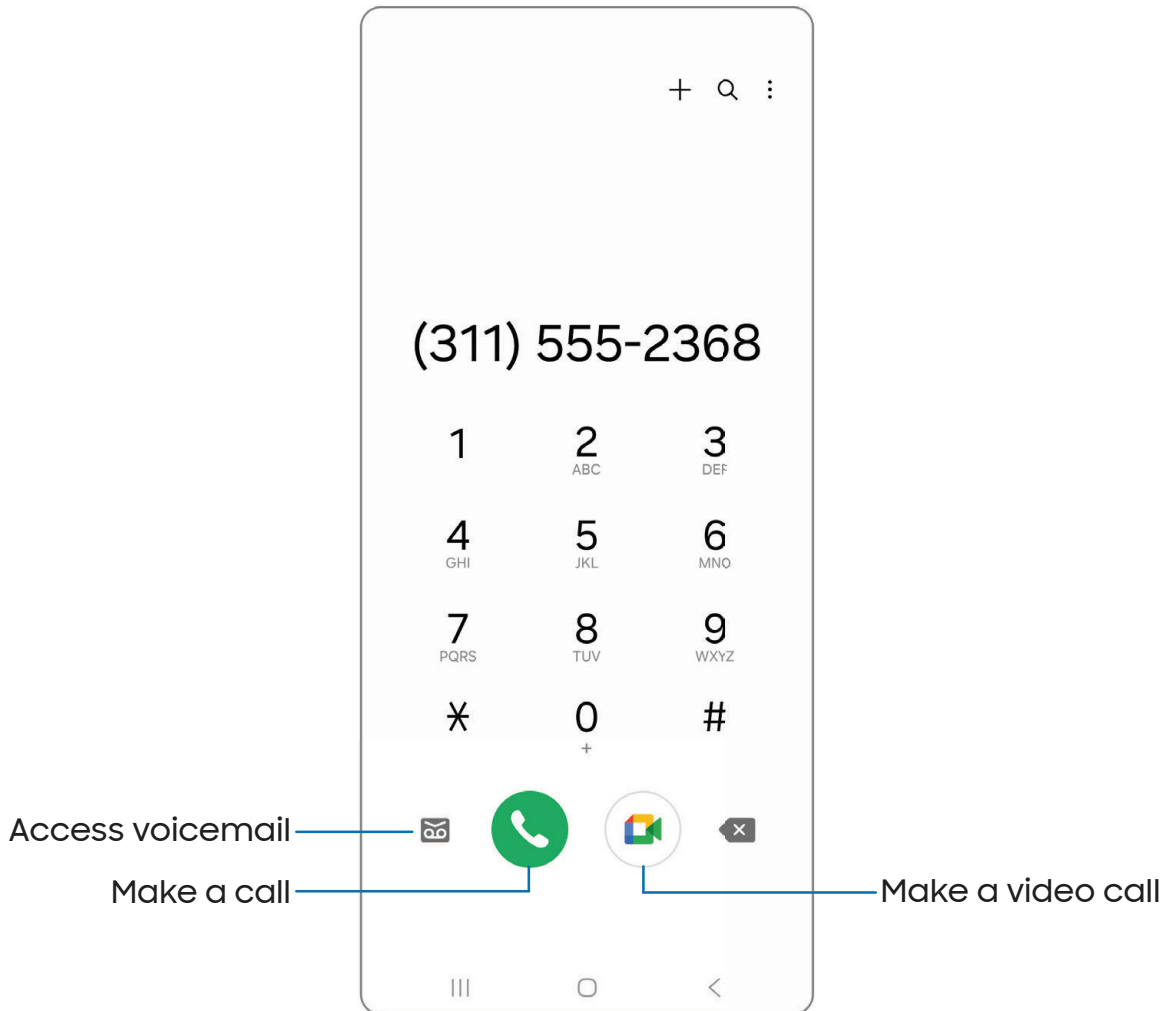 (311) 555-2368
1 2 3
ABC DEF
4 5 6
GHI JKL MNO
7 8 9
PQRS TUV WXYZ
* 0 #
+
Access voicemail
Make a call
Make a video call